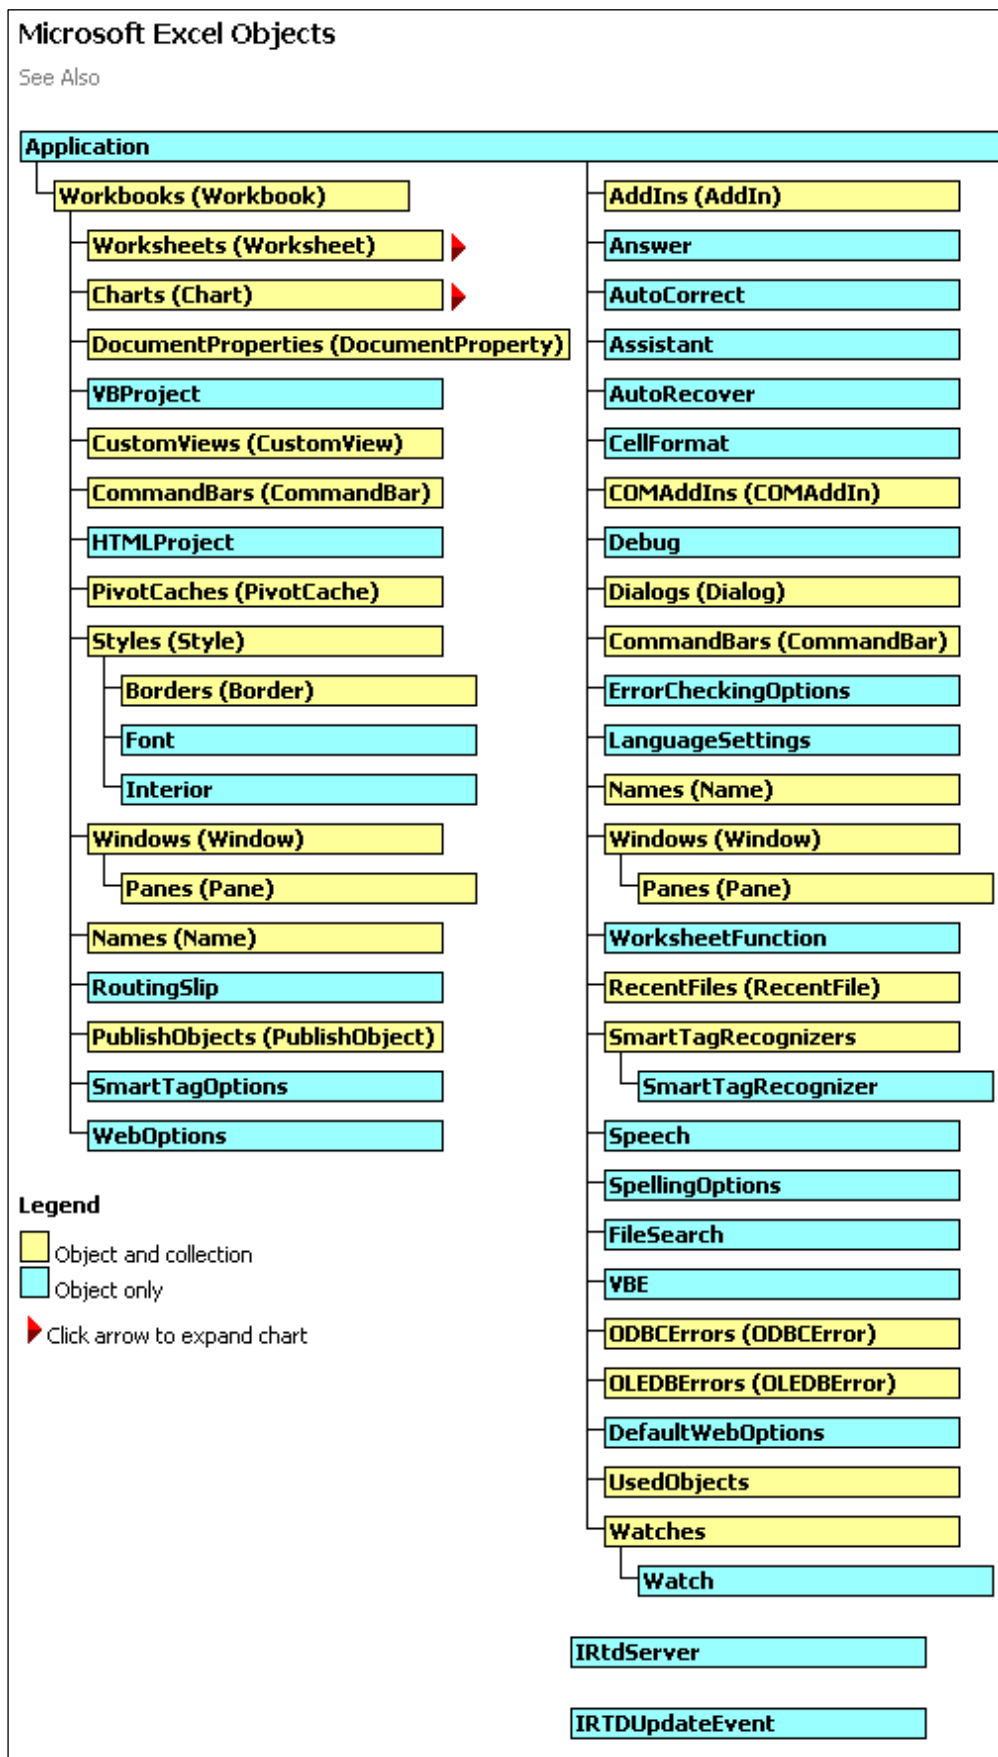 Microsoft Excel Objects
See Also
Application
Workbooks (Workbook)
Worksheets (Worksheet)
Charts (Chart)
DocumentProperties (DocumentProperty)
VBProject
CustomViews (CustomView)
CommandBars (CommandBar)
HTMLProject
PivotCaches (PivotCache)
Styles (Style)
Borders (Border)
Font
Interior
Windows (Window)
Panes (Pane)
Names (Name)
RoutingSlip
PublishObjects (PublishObject)
SmartTagOptions
WebOptions
AddIns (AddIn)
Answer
AutoCorrect
Assistant
AutoRecover
CellFormat
COMAddIns (COMAddIn)
Debug
Dialogs (Dialog)
CommandBars (CommandBar)
ErrorCheckingOptions
LanguageSettings
Names (Name)
Windows (Window)
Panes (Pane)
WorksheetFunction
RecentFiles (RecentFile)
SmartTagRecognizers
SmartTagRecognizer
Speech
SpellingOptions
FileSearch
VBE
ODBCErrors (ODBCError)
OLEDBErrors (OLEDBError)
DefaultWebOptions
UsedObjects
Watches
Watch
IRtdServer
IRTDUpdateEvent
Legend
Object and collection
Object only
Click arrow to expand chart